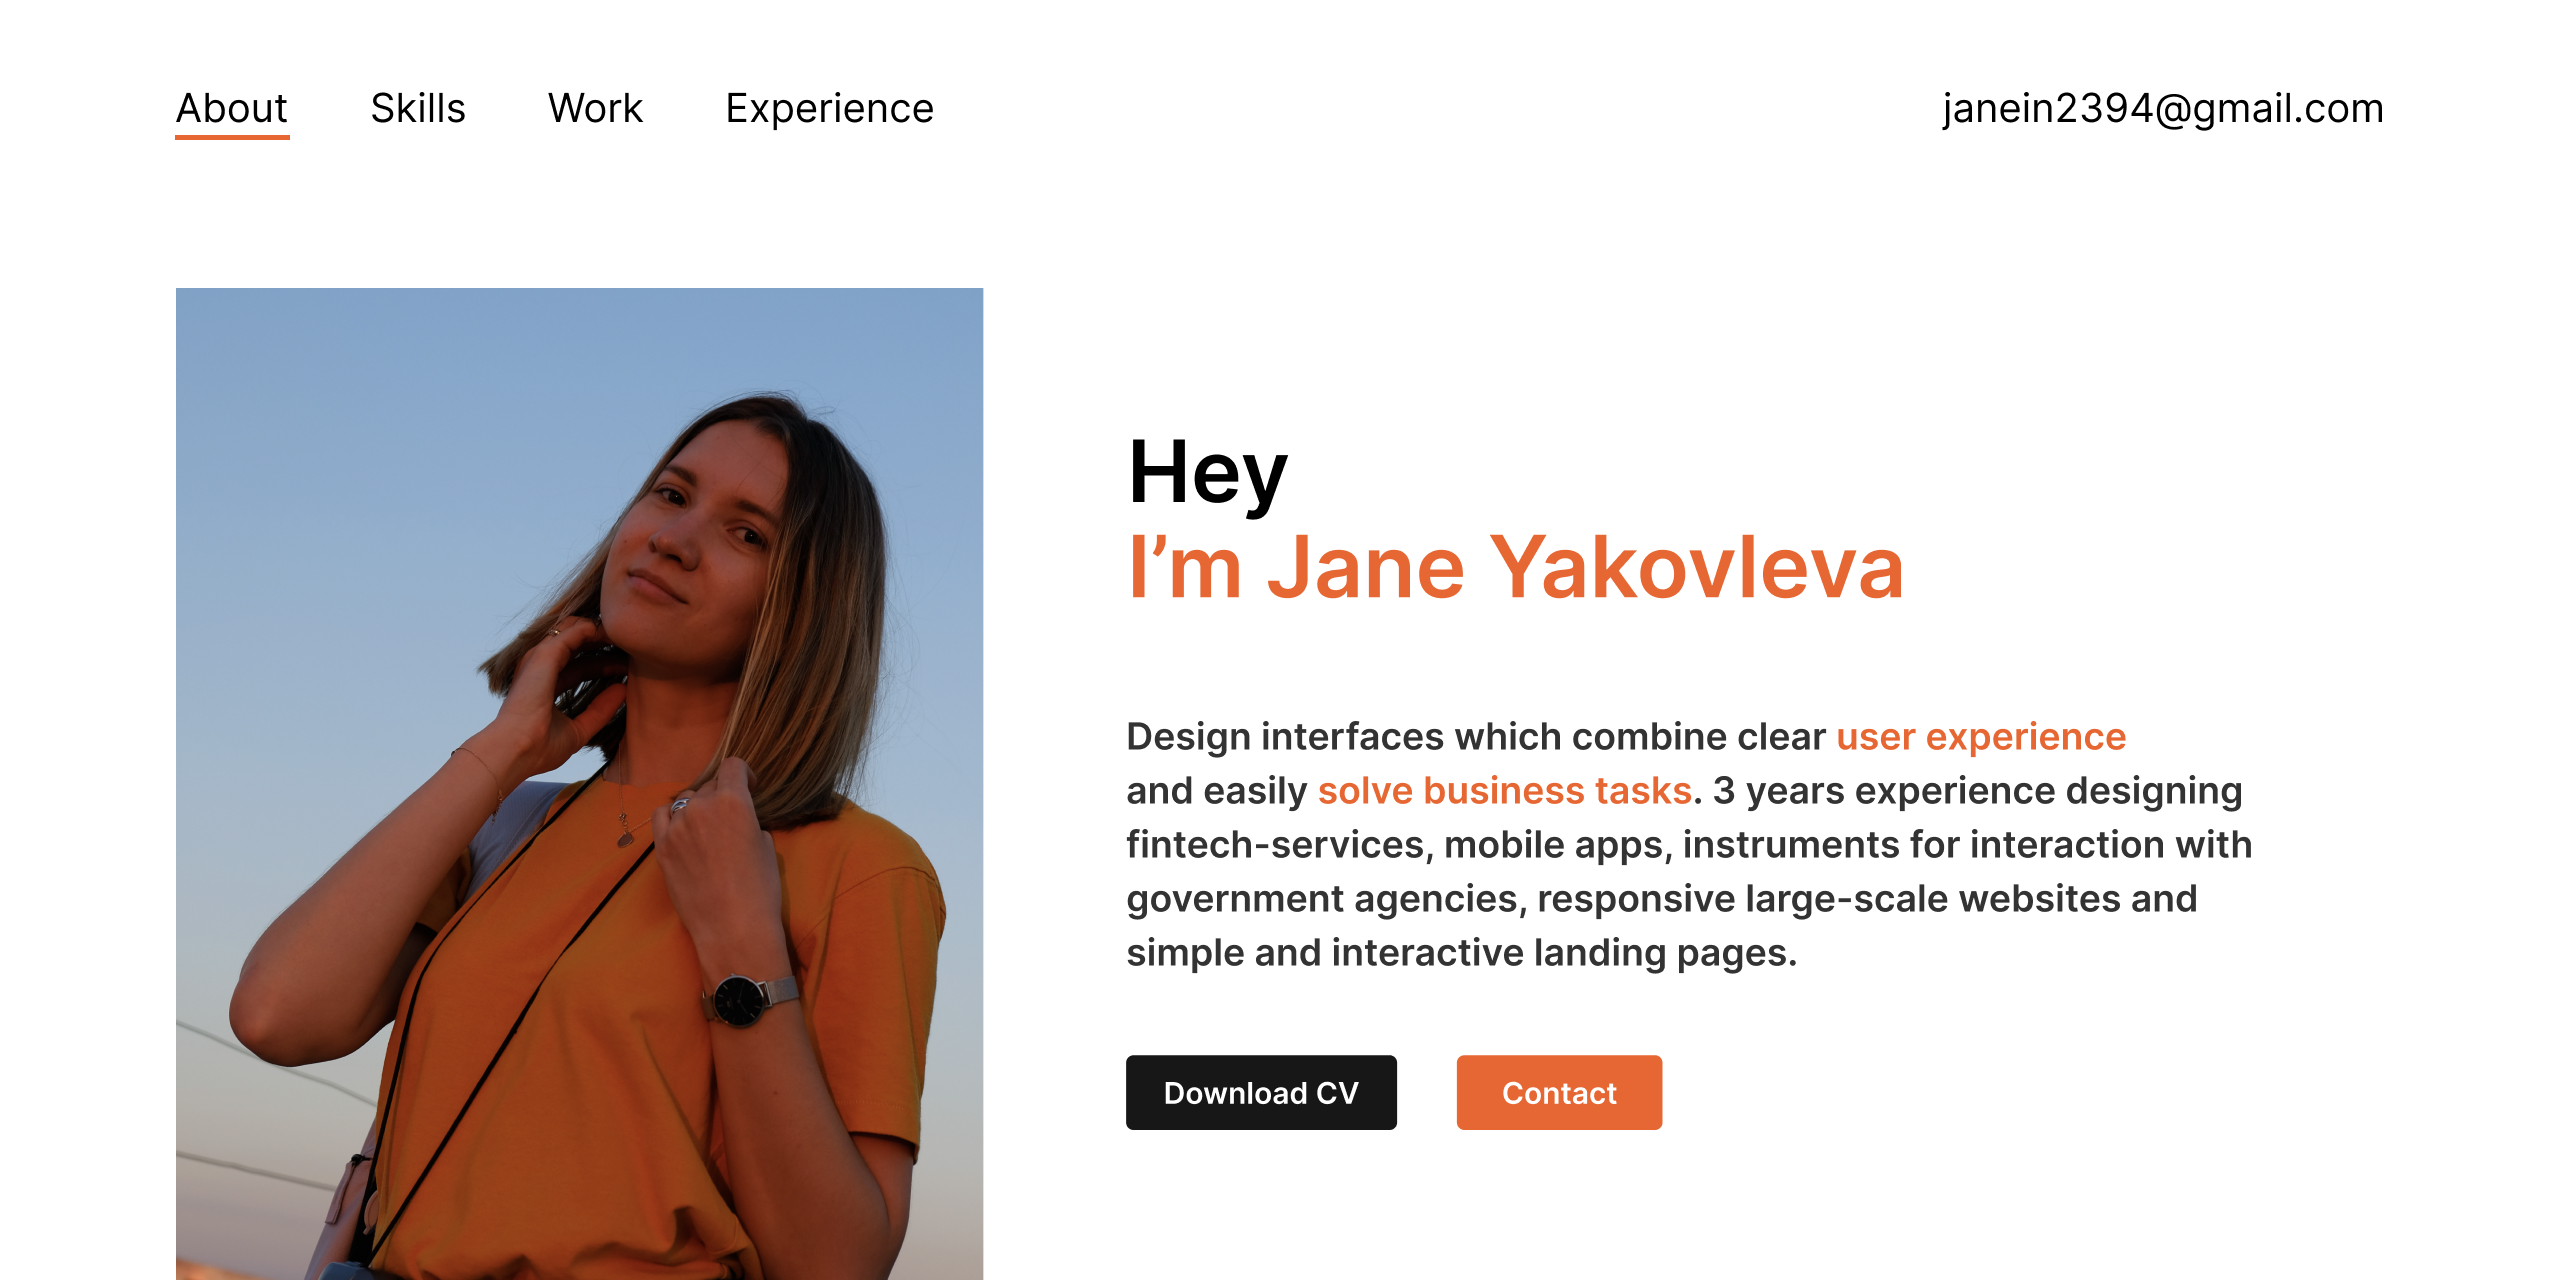 About Skills Work Experience janein2394@gmail.com
Hey
I’m Jane Yakovleva
Design interfaces which combine clear user experience
and easily solve business tasks. 3 years experience designing
fintech-services, mobile apps, instruments for interaction with
government agencies, responsive large-scale websites and
simple and interactive landing pages.
Download CV Contact